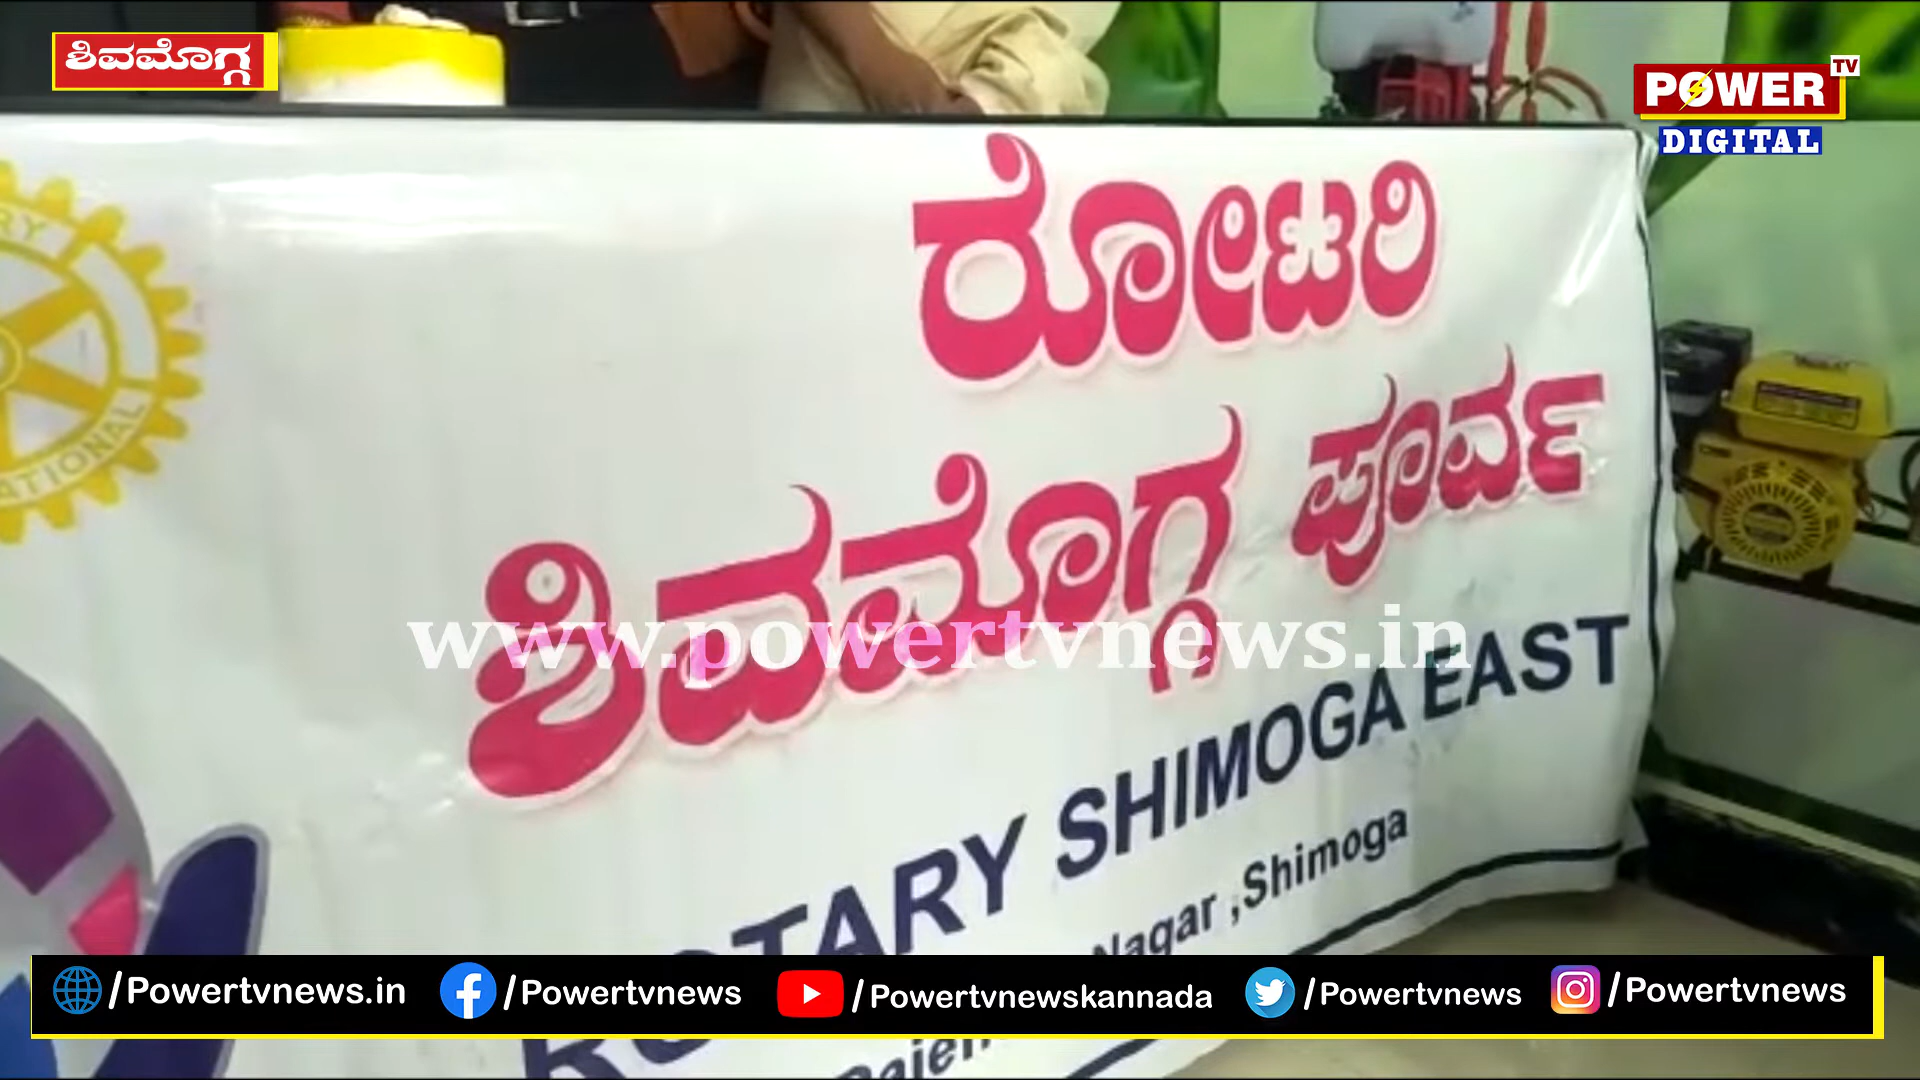 ಶಿವಮೊಗ್ಗ
POWER TV
DIGITAL
ರೋಟರಿ
ಶಿವಮೊಗ್ಗ ಪೂರ್ವ
www.powertvnews.in
ROTARY SHIMOGA EAST
Nagar ,Shimoga
/Powertvnews.in /Powertvnews /Powertvnewskannada /Powertvnews /Powertvnews